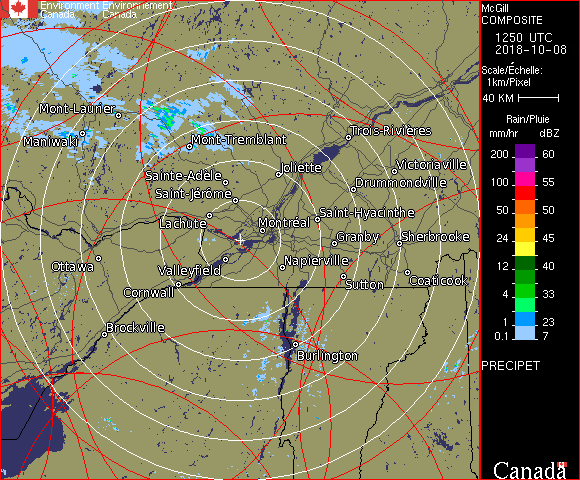 Environment Environnement
Canada Canada
McGill
COMPOSITE
1250 UTC
2018-10-08
Scale/Échelle:
1km/Pixel
40 KM
Rain/Pluie
mm/hr dBZ
200 60
150 57
100 55
50 50
24 45
12 40
4 33
1 23
0.1 7
PRECIPET
Canada
Mont-Laurier
Maniwaki
Mont-Tremblant
Trois-Rivières
Joliette
Victoriaville
Sainte-Adèle
Drummondville
Saint-Jérôme
Lachute
Saint-Hyacinthe
Montréal
Granby
Sherbrooke
Ottawa
Valleyfield
Napierville
Cornwall
Sutton
Coaticook
Brockville
Burlington